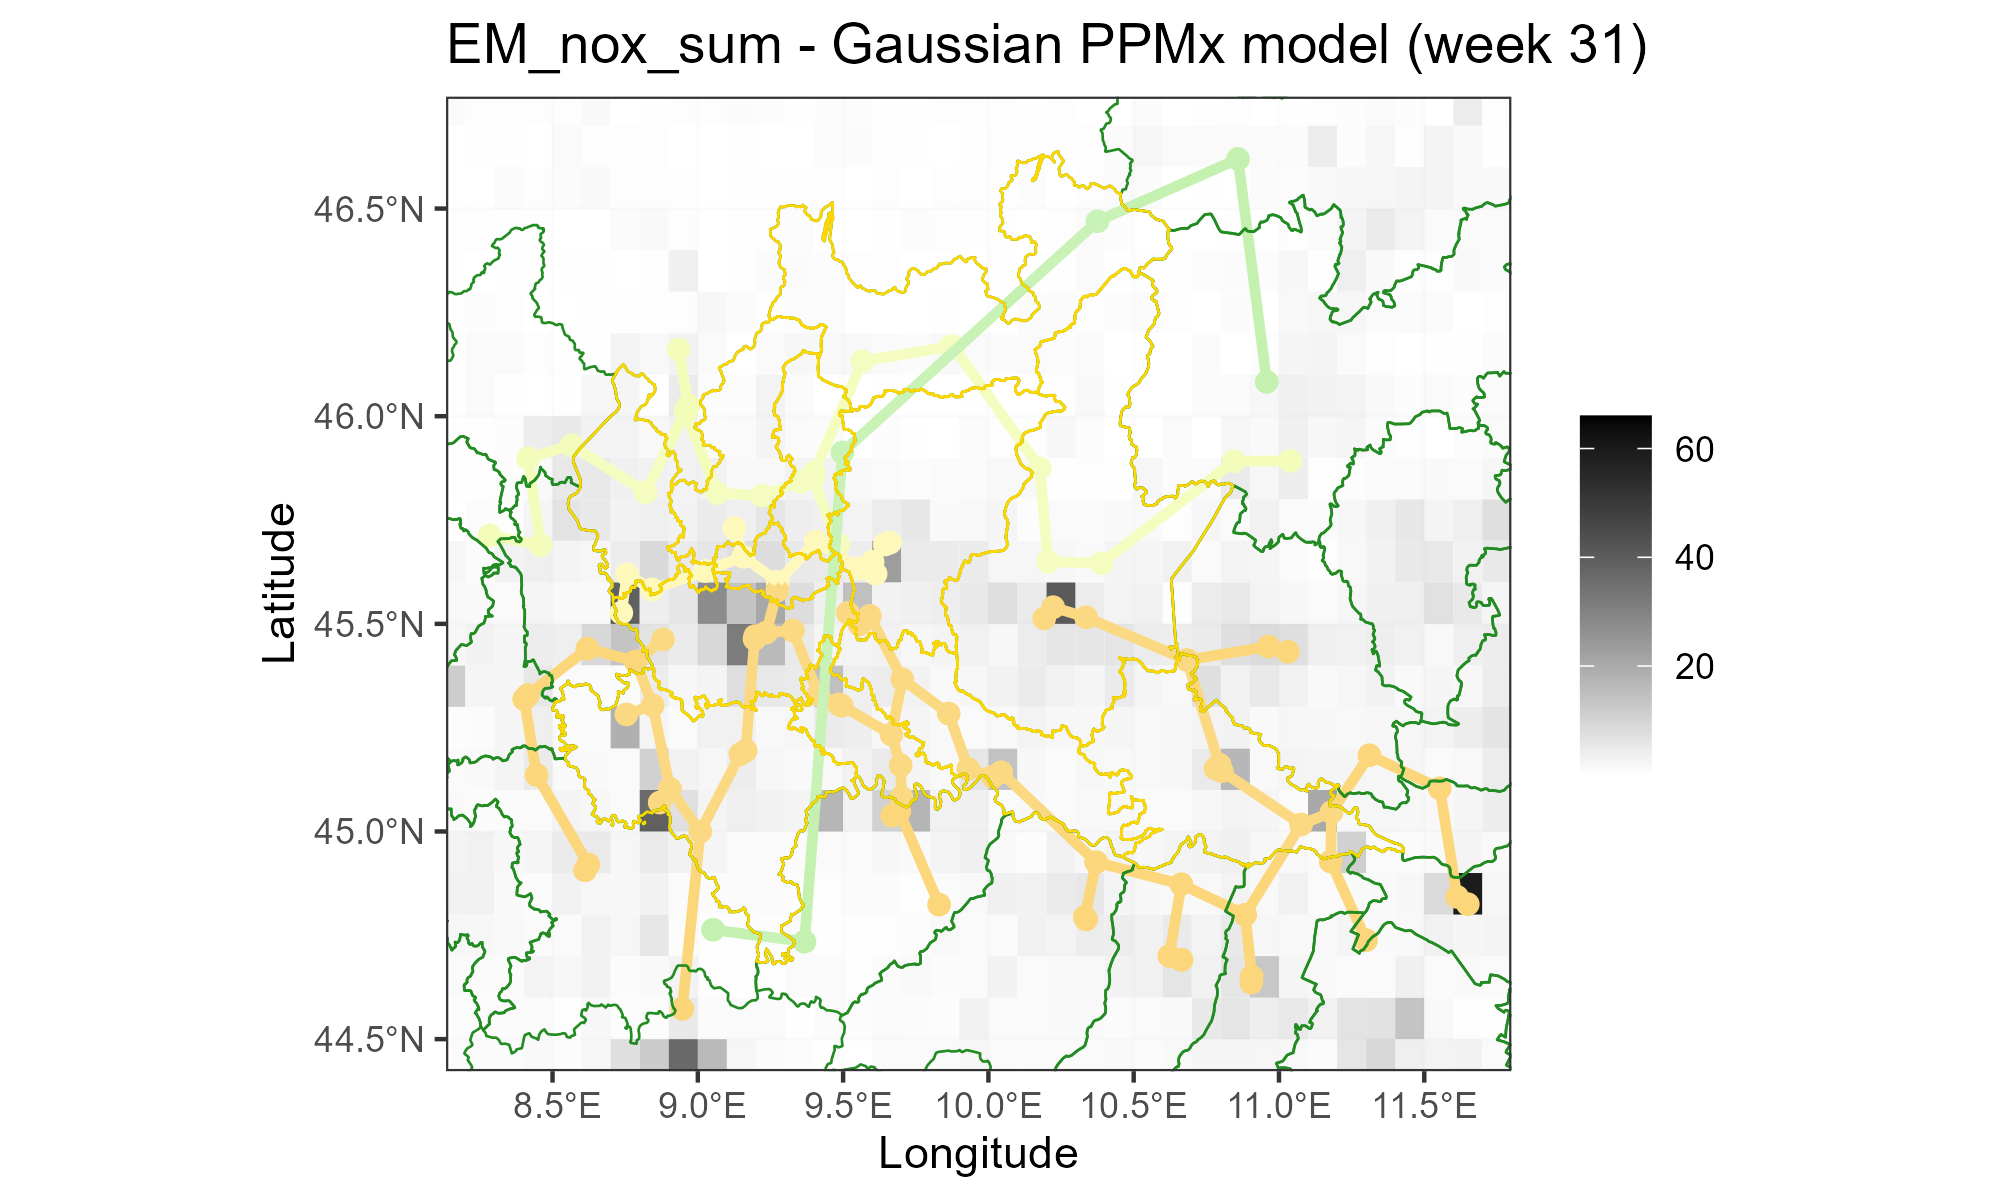 EM_nox_sum - Gaussian PPMx model (week 31)
46.5°N
46.0°N
45.5°N
45.0°N
44.5°N
Latitude
8.5°E 9.0°E 9.5°E 10.0°E 10.5°E 11.0°E 11.5°E
Longitude
60
40
20